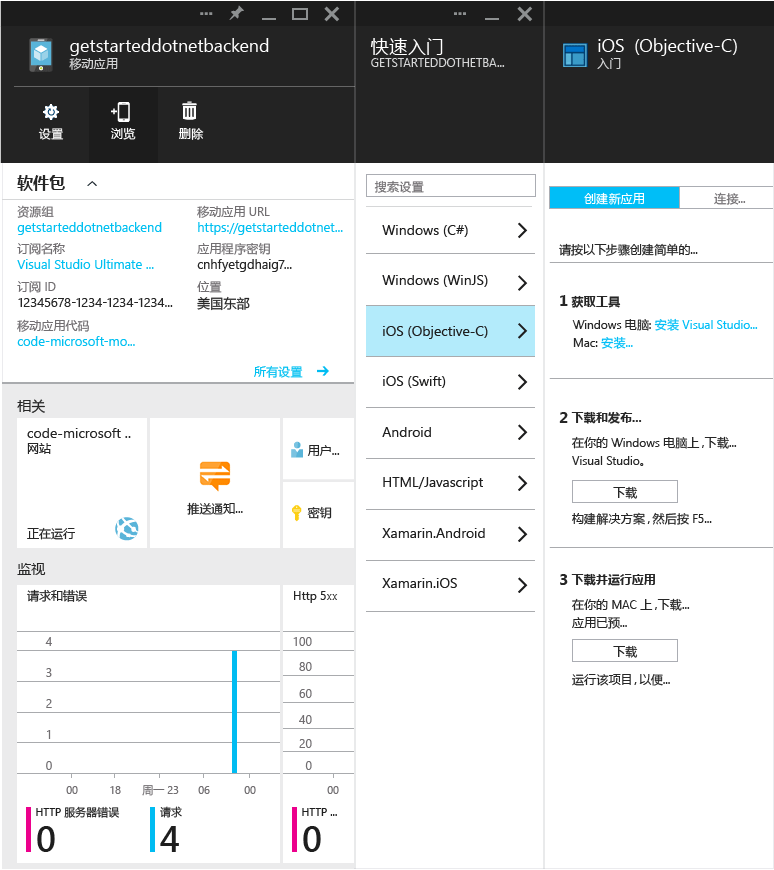 getstarteddotnetbackend
移动应用
设置
浏览
删除
软件包
资源组
getstarteddotnetbackend
移动应用 URL
https://getstarteddotnet...
订阅名称
Visual Studio Ultimate ...
应用程序密钥
cnhfyetgdhaig7...
订阅 ID
12345678-1234-1234-1234...
位置
美国东部
移动应用代码
code-microsoft-mo...
所有设置
相关
code-microsoft ..
网站
正在运行
推送通知...
用户...
密钥
监视
请求和错误
4
3
2
1
0
00
18
周一 23
06
00
HTTP 服务器错误
0
请求
4
Http 5xx
100
80
60
40
20
0
00
HTTP ...
0
快速入门
GETSTARTEDDOTHETBA...
搜索设置
Windows (C#)
Windows (WinJS)
iOS (Objective-C)
iOS (Swift)
Android
HTML/Javascript
Xamarin.Android
Xamarin.iOS
iOS (Objective-C)
入门
创建新应用
连接...
请按以下步骤创建简单的...
1 获取工具
Windows 电脑: 安装 Visual Studio...
Mac: 安装...
2 下载和发布...
在你的 Windows 电脑上，下载...
Visual Studio。
下载
构建解决方案，然后按 F5...
3 下载并运行应用
在你的 MAC 上，下载...
应用已预...
下载
运行该项目，以便...